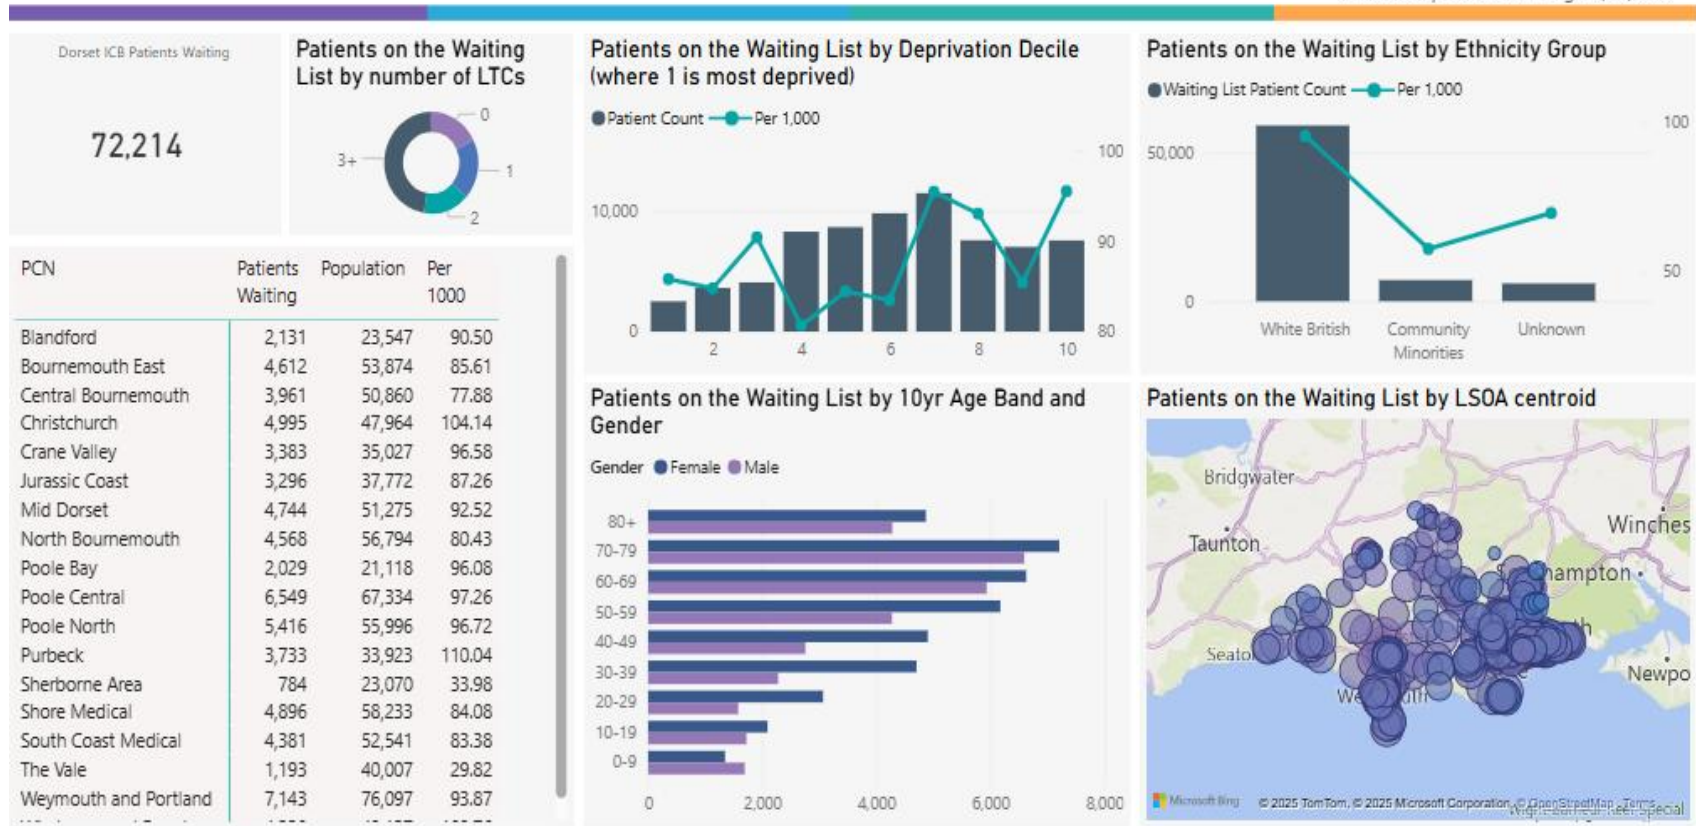 Dorset ICB Patients Waiting
72,214
Patients on the Waiting
List by number of LTCs
0
1
2
3+
PCN Patients Waiting Population Per 1000
Blandford 2,131 23,547 90.50
Bournemouth East 4,612 53,874 85.61
Central Bournemouth 3,961 50,860 77.88
Christchurch 4,995 47,964 104.14
Crane Valley 3,383 35,027 96.58
Jurassic Coast 3,296 37,772 87.26
Mid Dorset 4,744 51,275 92.52
North Bournemouth 4,568 56,794 80.43
Poole Bay 2,029 21,118 96.08
Poole Central 6,549 67,334 97.26
Poole North 5,416 55,996 96.72
Purbeck 3,733 33,923 110.04
Sherborne Area 784 23,070 33.98
Shore Medical 4,896 58,233 84.08
South Coast Medical 4,381 52,541 83.38
The Vale 1,193 40,007 29.82
Weymouth and Portland 7,143 76,097 93.87
Patients on the Waiting List by Deprivation Decile
(where 1 is most deprived)
Patient Count Per 1,000
100
10,000
90
0 80
2 4 6 8 10
Patients on the Waiting List by 10yr Age Band and
Gender
Gender Female Male
80+
70-79
60-69
50-59
40-49
30-39
20-29
10-19
0-9
0 2,000 4,000 6,000 8,000
Patients on the Waiting List by Ethnicity Group
Waiting List Patient Count Per 1,000
100
50,000
50
0
White British Community Unknown
Minorities
Patients on the Waiting List by LSOA centroid
Bridgwater
Winches
Taunton
hampton
Seato
Newpo
Microsoft Bing © 2025 TomTom, © 2025 Microsoft Corporation, © OpenStreetMap Terms